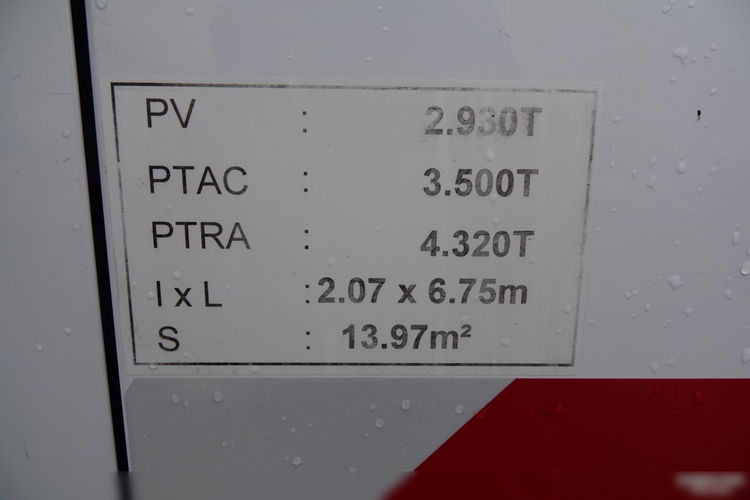 PV : 2.930T
PTAC : 3.500T
PTRA : 4.320T
l x L : 2.07 x 6.75m
S : 13.97m²